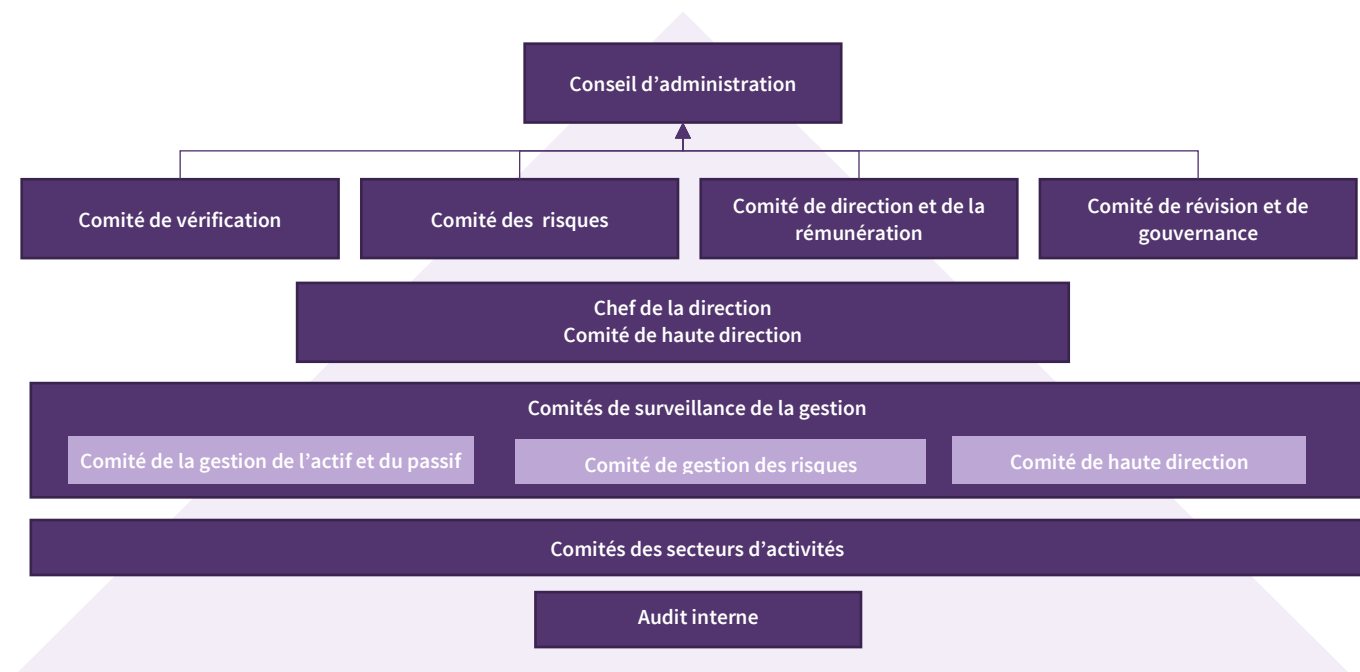 Conseil d’administration
Comité de vérification
Comité des risques
Comité de direction et de la
rémunération
Comité de révision et de
gouvernance
Chef de la direction
Comité de haute direction
Comités de surveillance de la gestion
Comité de la gestion de l’actif et du passif
Comité de gestion des risques
Comité de haute direction
Comités des secteurs d’activités
Audit interne